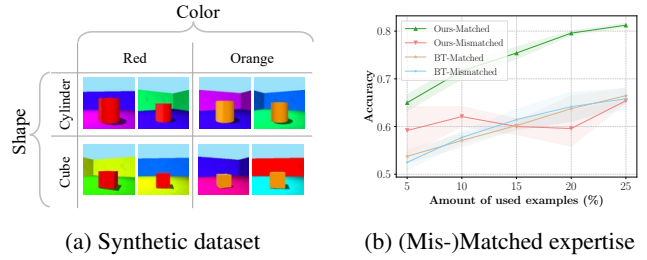 Color
Red
Orange
Shape
Cylinder
Cube
(a) Synthetic dataset
Ours-Matched
Ours-Mismatched
BT-Matched
BT-Mismatched
Accuracy
0.8
0.7
0.6
0.5
5
10
15
20
25
Amount of used examples (%)
(b) (Mis-)Matched expertise